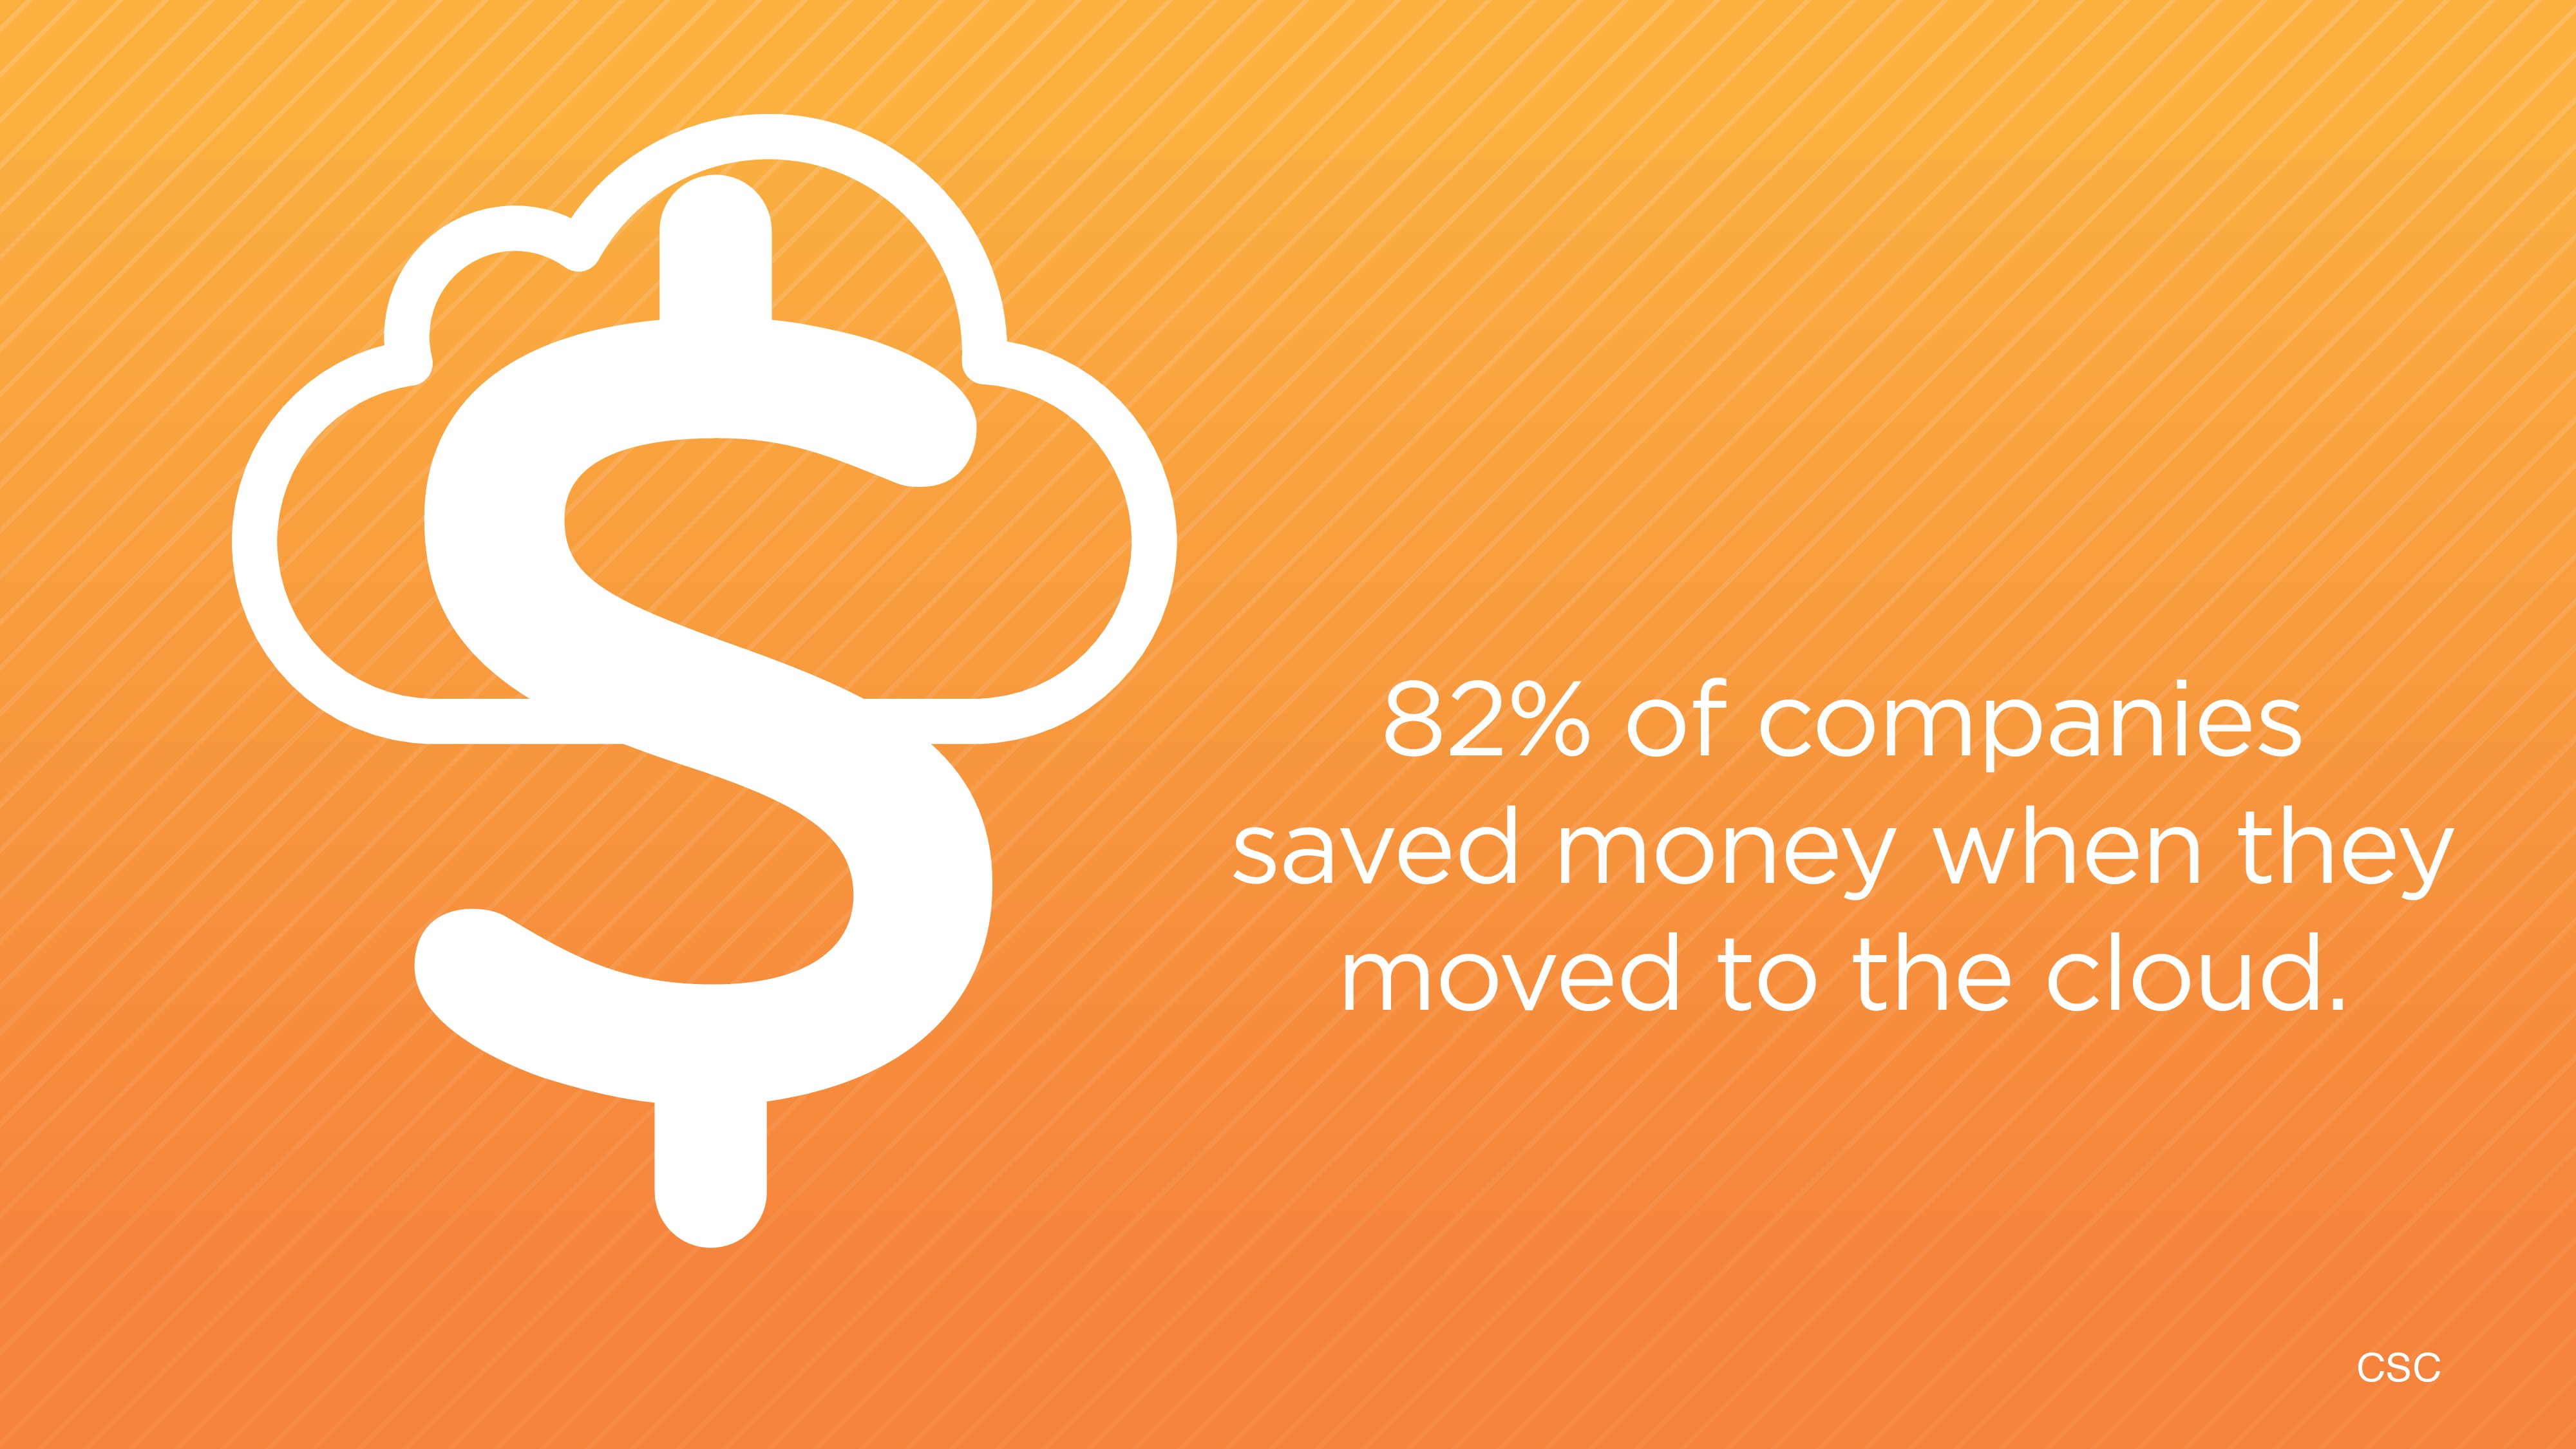 82% of companies
saved money when they
moved to the cloud.
CSC